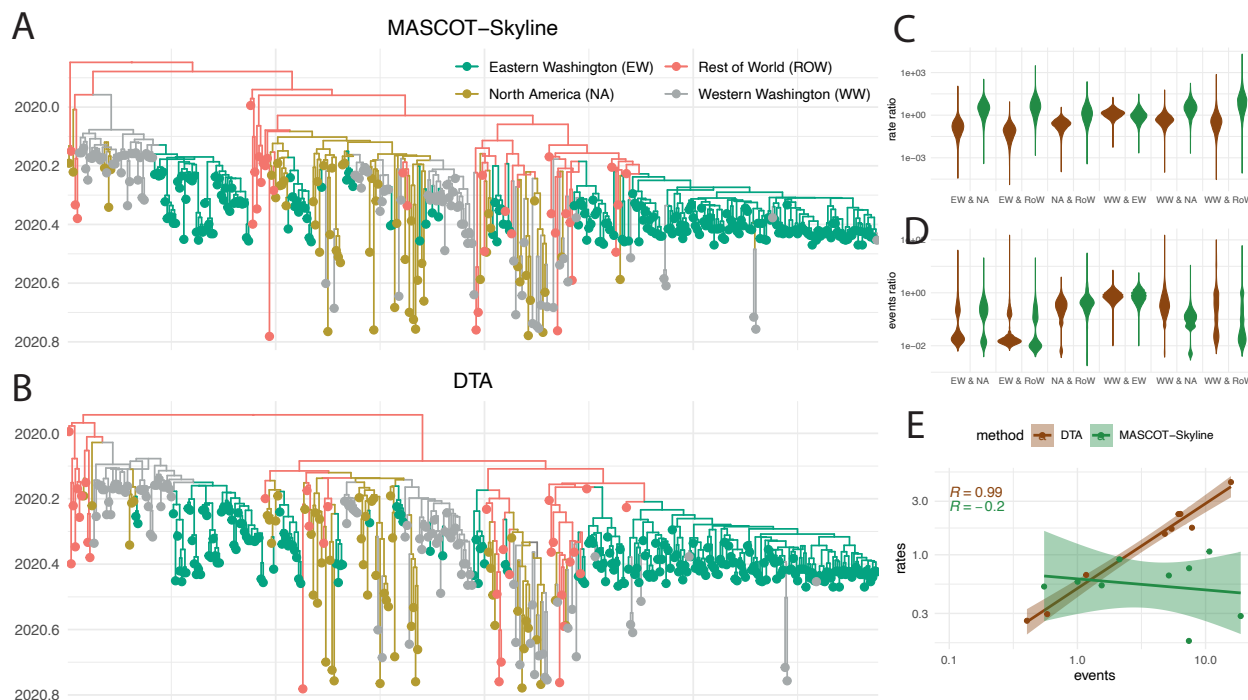 A
MASCOT−Skyline
Eastern Washington (EW)
Rest of World (ROW)
North America (NA)
Western Washington (WW)
2020.0
2020.2
2020.4
2020.6
2020.8
B
DTA
2020.0
2020.2
2020.4
2020.6
2020.8
C
rate ratio
1e+03
1e+00
1e−03
EW & NA
EW & RoW
NA & RoW
WW & EW
WW & NA
WW & RoW
D
events ratio
1e+00
1e−02
EW & NA
EW & RoW
NA & RoW
WW & EW
WW & NA
WW & RoW
E
method
DTA
MASCOT−Skyline
R = 0.99
R = −0.2
rates
3.0
1.0
0.3
0.1
1.0
10.0
events